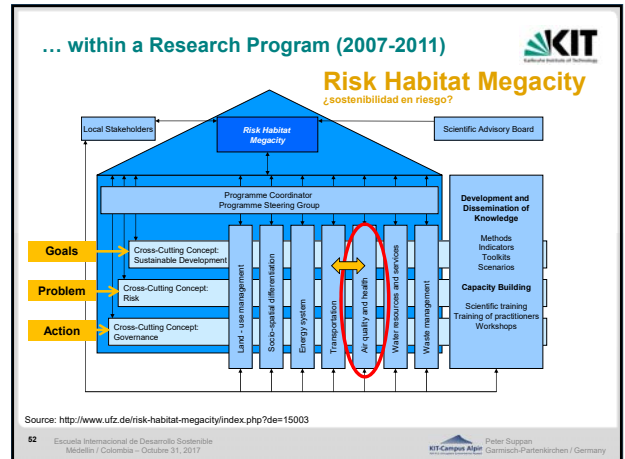 … within a Research Program (2007-2011)
KIT
Karlsruhe Institute of Technology
Risk Habitat Megacity
¿sostenibilidad en riesgo?
Local Stakeholders
Risk Habitat
Megacity
Scientific Advisory Board
Programme Coordinator
Programme Steering Group
Goals
Cross-Cutting Concept:
Sustainable Development
Problem
Cross-Cutting Concept:
Risk
Action
Cross-Cutting Concept:
Governance
Land - use management
Socio-spatial differentiation
Energy system
Transportation
Air quality and health
Water resources and services
Waste management
Development and
Dissemination of
Knowledge
Methods
Indicators
Toolkits
Scenarios
Capacity Building
Scientific training
Training of practitioners
Workshops
Source: http://www.ufz.de/risk-habitat-megacity/index.php?de=15003
52
Escuela Internacional de Desarrollo Sostenible
Médellin / Colombia – Octubre 31, 2017
KIT-Campus Alpin
Peter Suppan
Garmisch-Partenkirchen / Germany